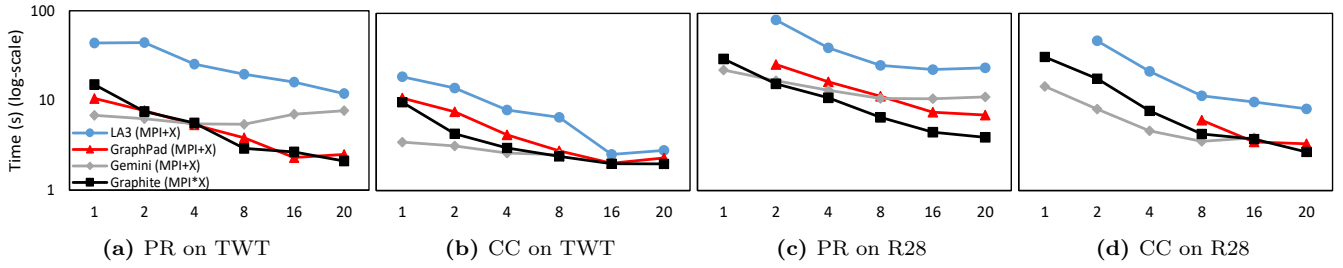 Time (s) (log-scale)
100
10
1
LA3 (MPI+X)
GraphPad (MPI+X)
Gemini (MPI+X)
Graphite (MPI*X)
1 2 4 8 16 20
1 2 4 8 16 20
1 2 4 8 16 20
1 2 4 8 16 20
(a) PR on TWT
(b) CC on TWT
(c) PR on R28
(d) CC on R28